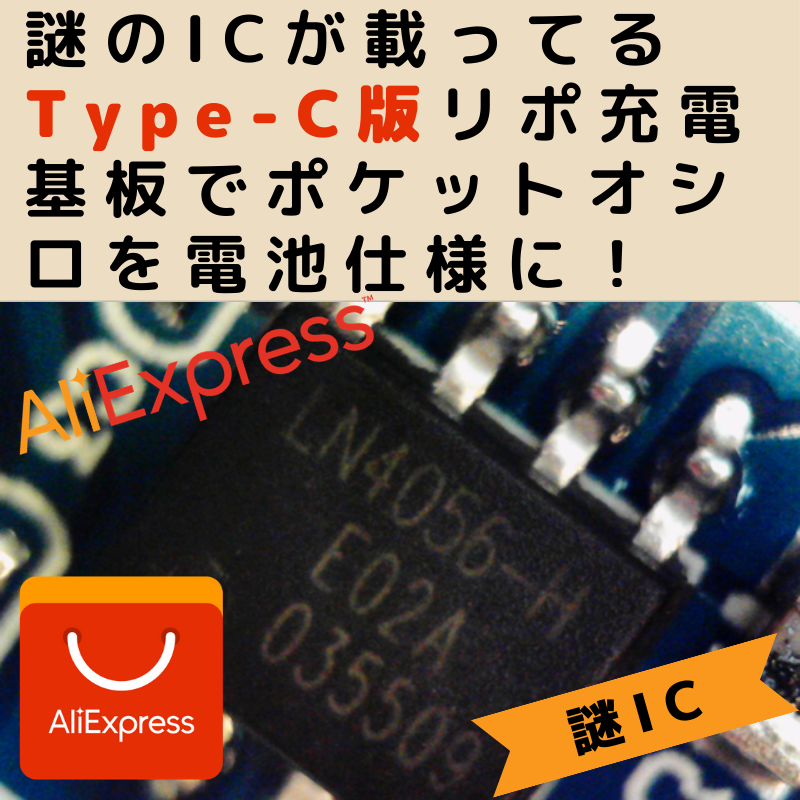 謎のICが載ってる
Type-C版リポ充電
基板でポケットオシ
ロを電池仕様に！
AliExpress™
LN4056-H
E02A
035509
AliExpress
謎IC